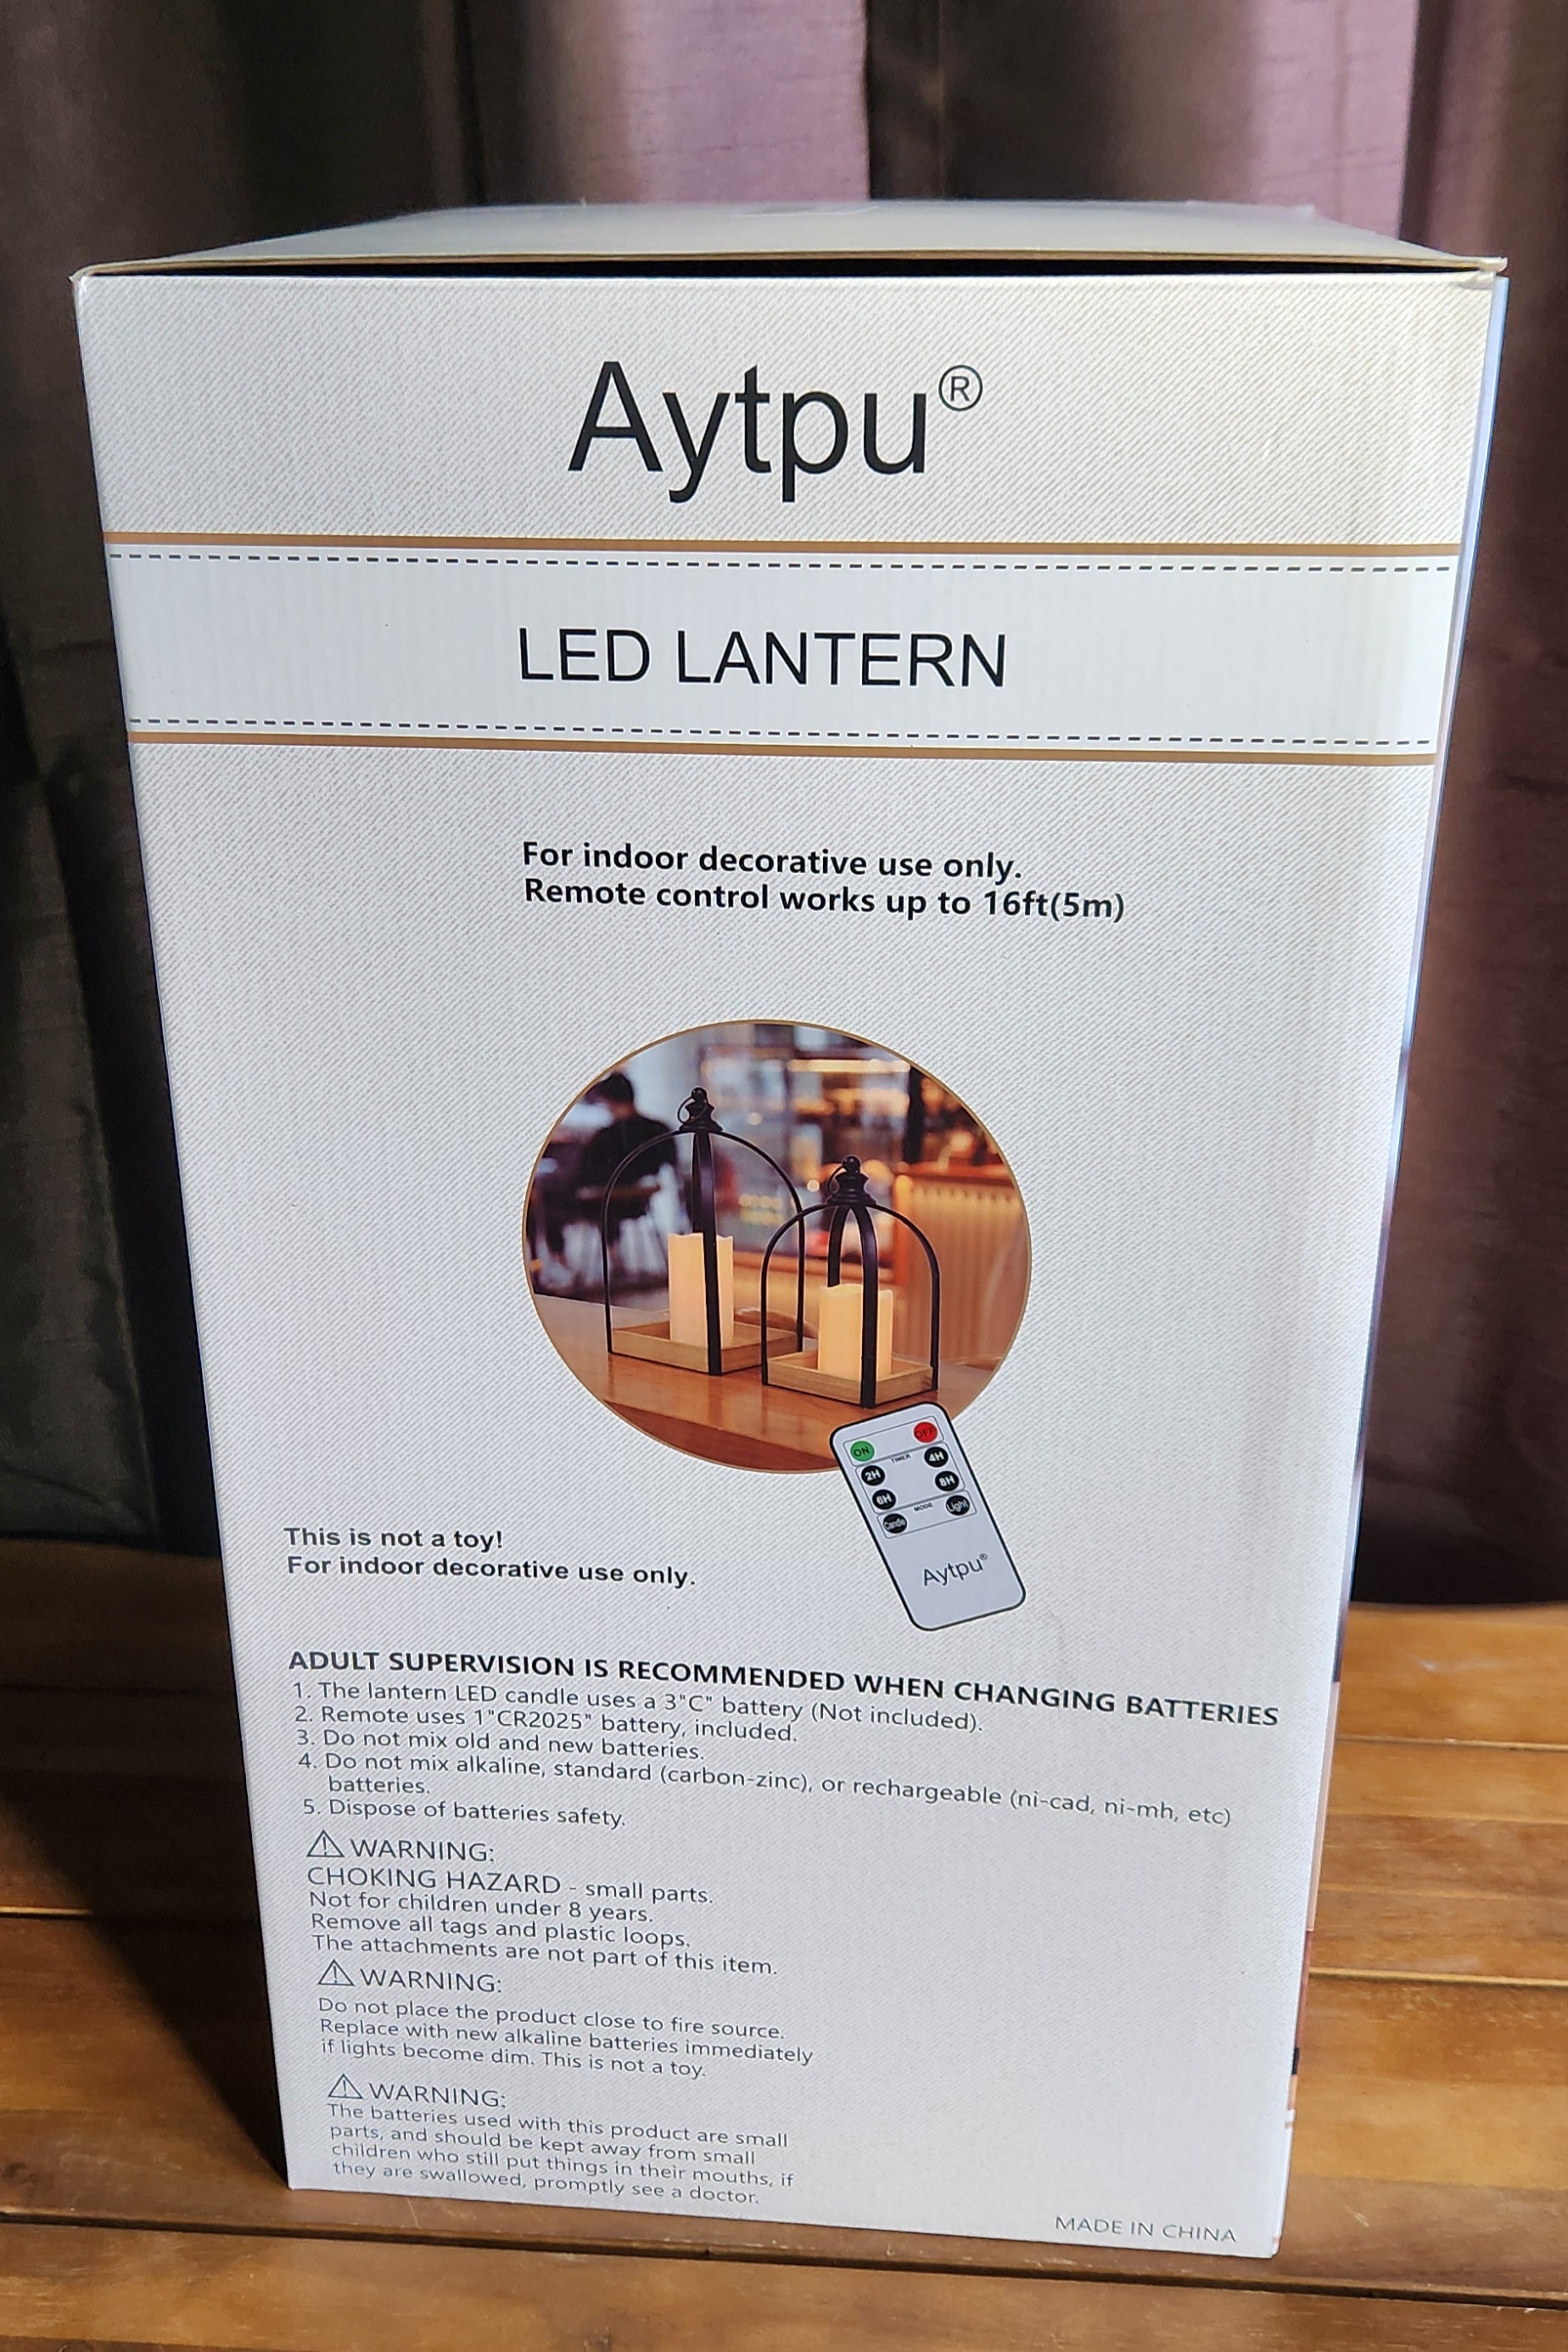 Aytpu®
LED LANTERN
For indoor decorative use only.
Remote control works up to 16ft(5m)
ON OFF
TIMER
2H 4H
6H 8H
MODE
Candle Light
Aytpu®
This is not a toy!
For indoor decorative use only.
ADULT SUPERVISION IS RECOMMENDED WHEN CHANGING BATTERIES
1. The lantern LED candle uses a 3"C" battery (Not included).
2. Remote uses 1"CR2025" battery, included.
3. Do not mix old and new batteries.
4. Do not mix alkaline, standard (carbon-zinc), or rechargeable (ni-cad, ni-mh, etc)
batteries.
5. Dispose of batteries safety.
⚠ WARNING:
CHOKING HAZARD - small parts.
Not for children under 8 years.
Remove all tags and plastic loops.
The attachments are not part of this item.
⚠ WARNING:
Do not place the product close to fire source.
Replace with new alkaline batteries immediately
if lights become dim. This is not a toy.
⚠ WARNING:
The batteries used with this product are small
parts, and should be kept away from small
children who still put things in their mouths, if
they are swallowed, promptly see a doctor.
MADE IN CHINA